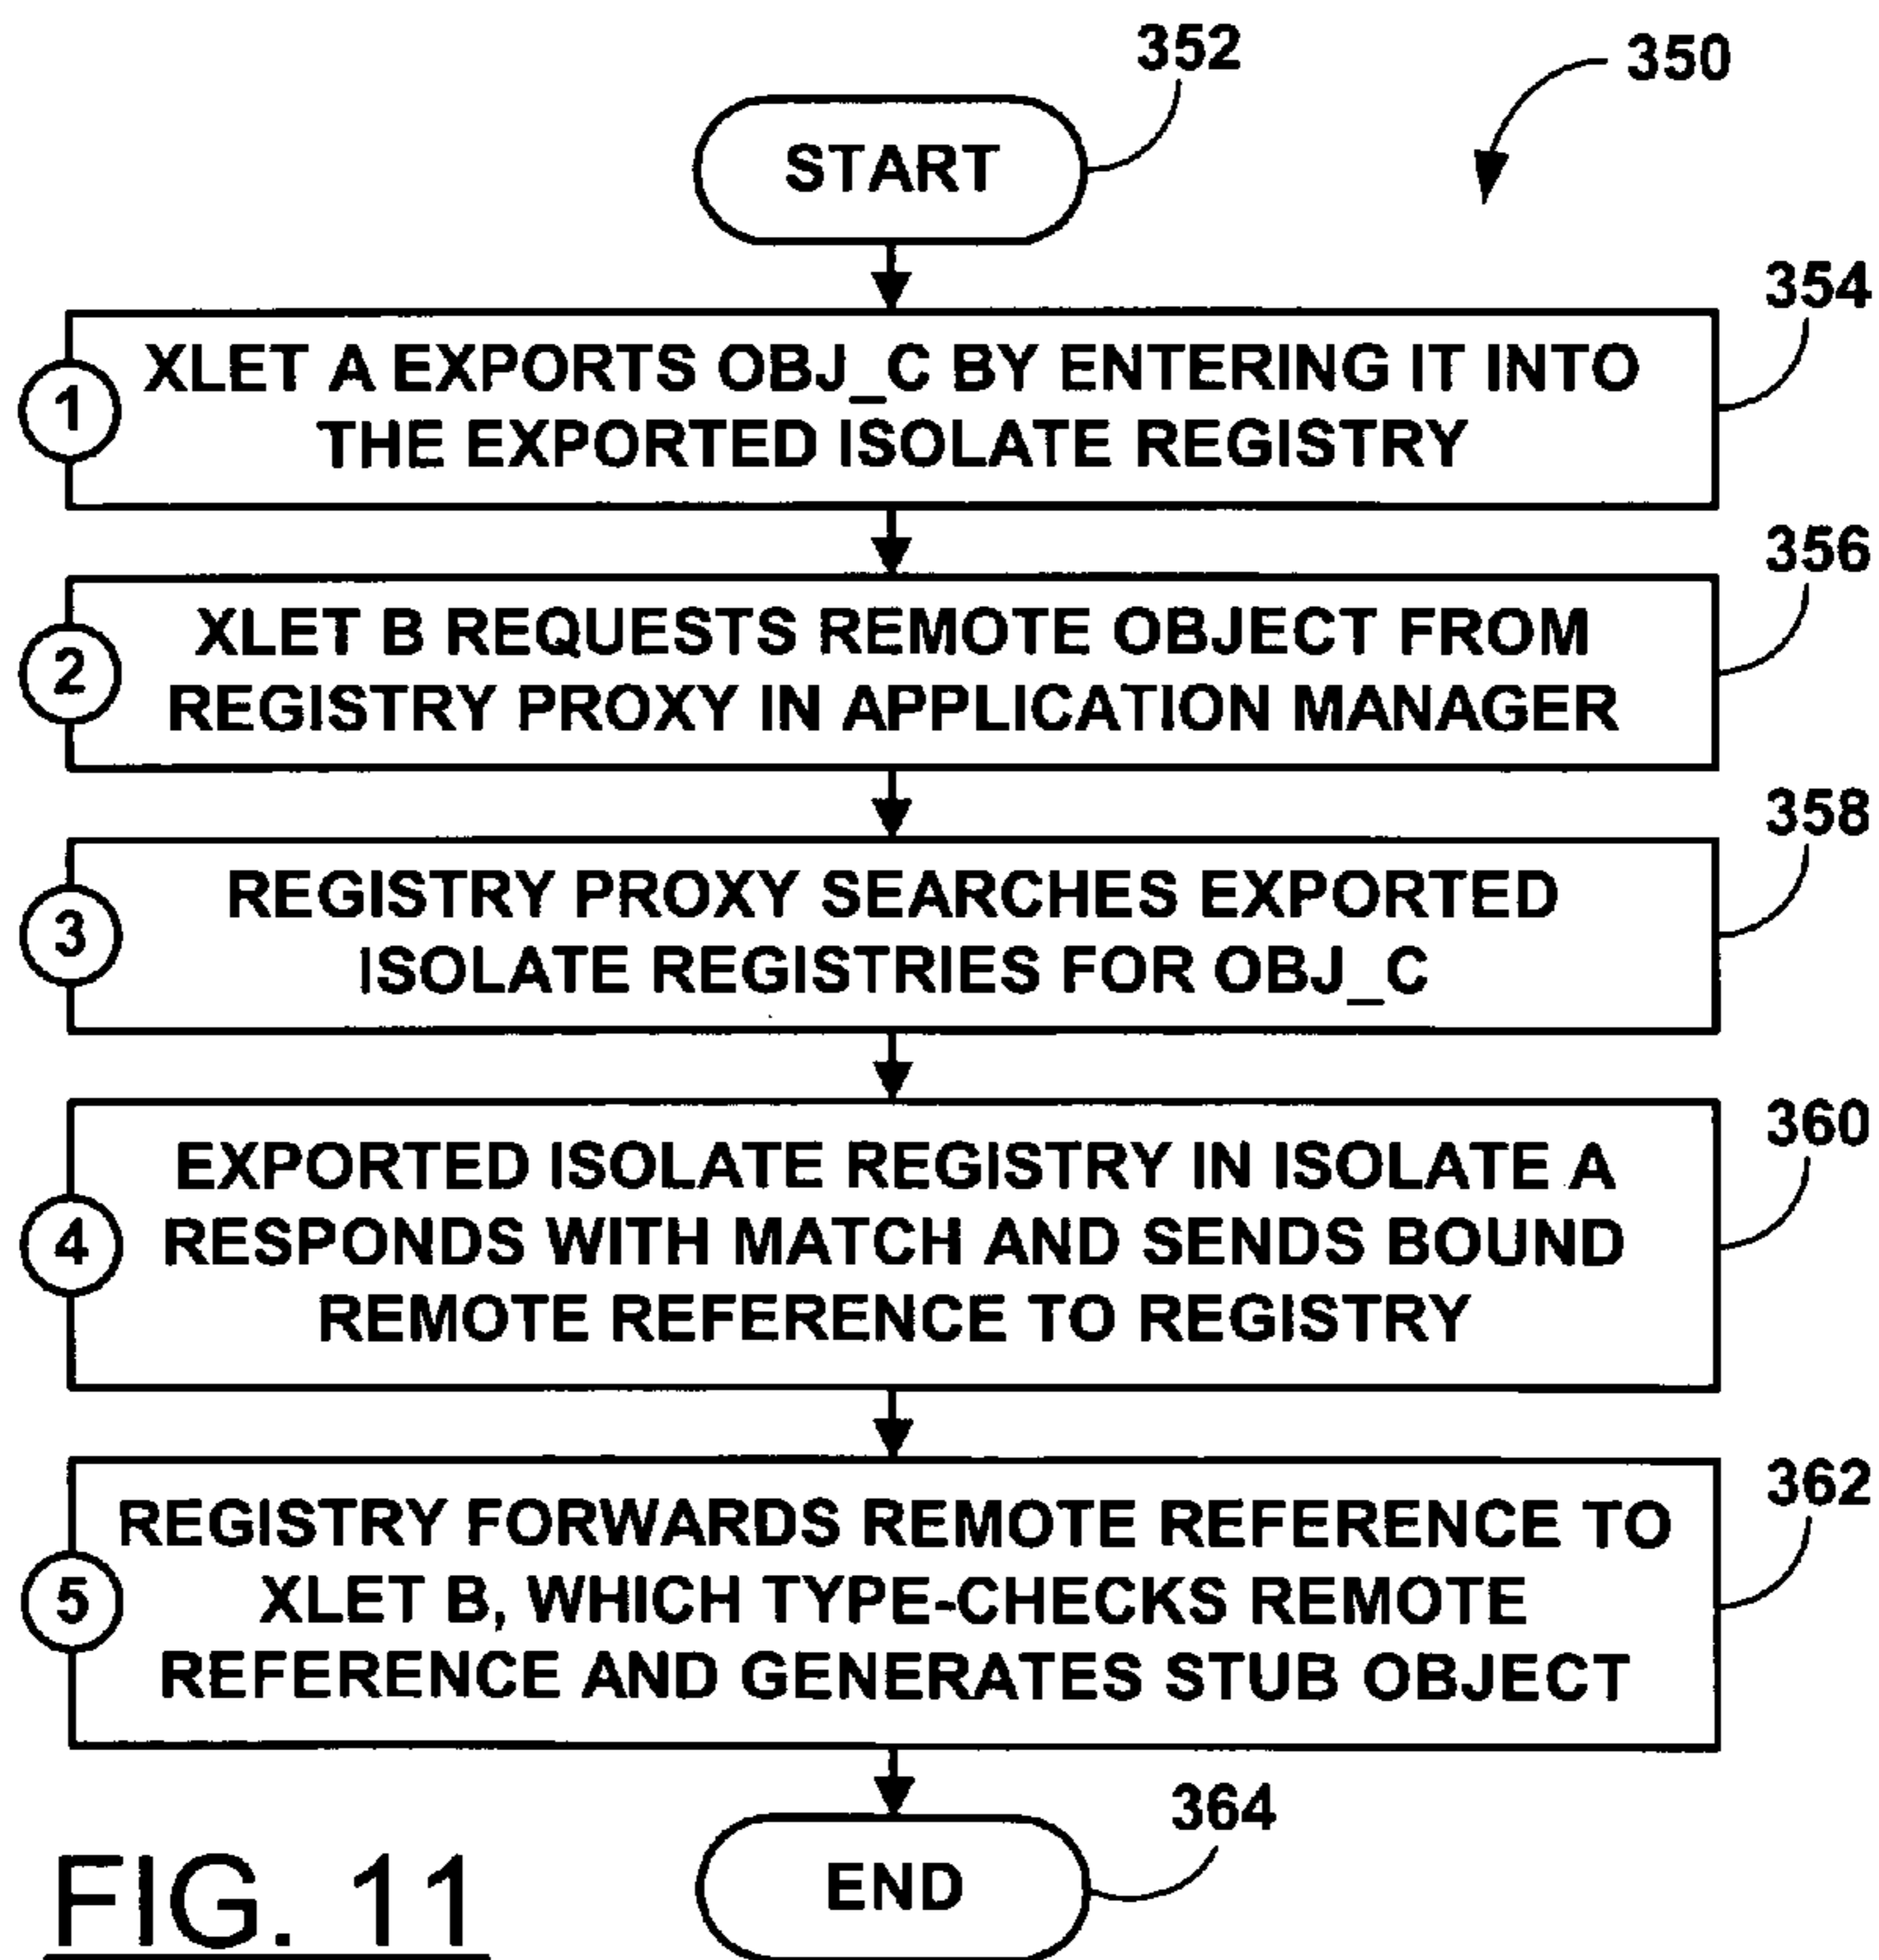 352
350
START
354
1
XLET A EXPORTS OBJ_C BY ENTERING IT INTO
THE EXPORTED ISOLATE REGISTRY
356
2
XLET B REQUESTS REMOTE OBJECT FROM
REGISTRY PROXY IN APPLICATION MANAGER
358
3
REGISTRY PROXY SEARCHES EXPORTED
ISOLATE REGISTRIES FOR OBJ_C
360
4
EXPORTED ISOLATE REGISTRY IN ISOLATE A
RESPONDS WITH MATCH AND SENDS BOUND
REMOTE REFERENCE TO REGISTRY
362
5
REGISTRY FORWARDS REMOTE REFERENCE TO
XLET B, WHICH TYPE-CHECKS REMOTE
REFERENCE AND GENERATES STUB OBJECT
364
END
FIG. 11